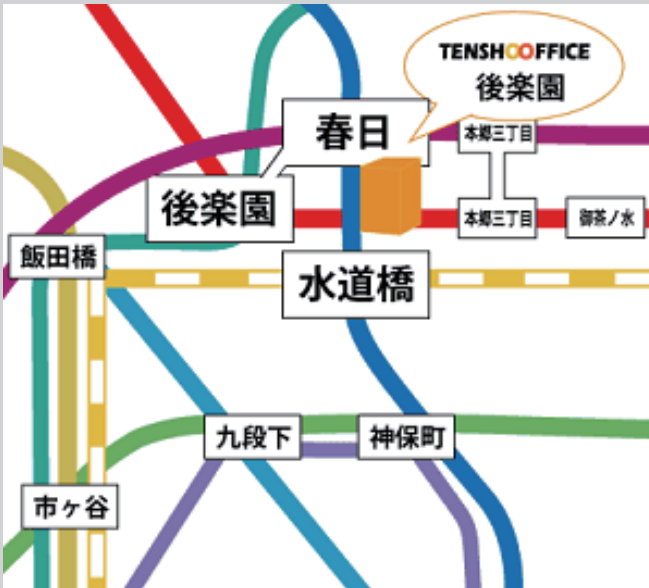 TENSHOOFFICE
後楽園
春日
本郷三丁目
後楽園
本郷三丁目
御茶ノ水
飯田橋
水道橋
九段下
神保町
市ヶ谷